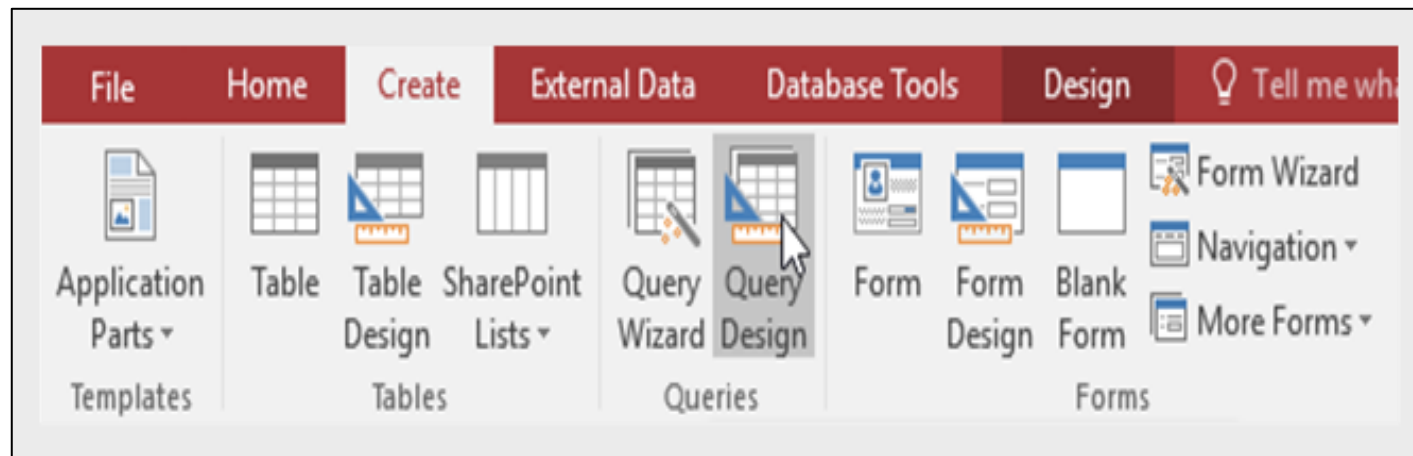 File Home Create External Data Database Tools Design Tell me wha
Application Parts
Table
Table Design
SharePoint Lists
Query Wizard
Query Design
Form
Form Design
Blank Form
Form Wizard
Navigation
More Forms
Templates Tables Queries Forms